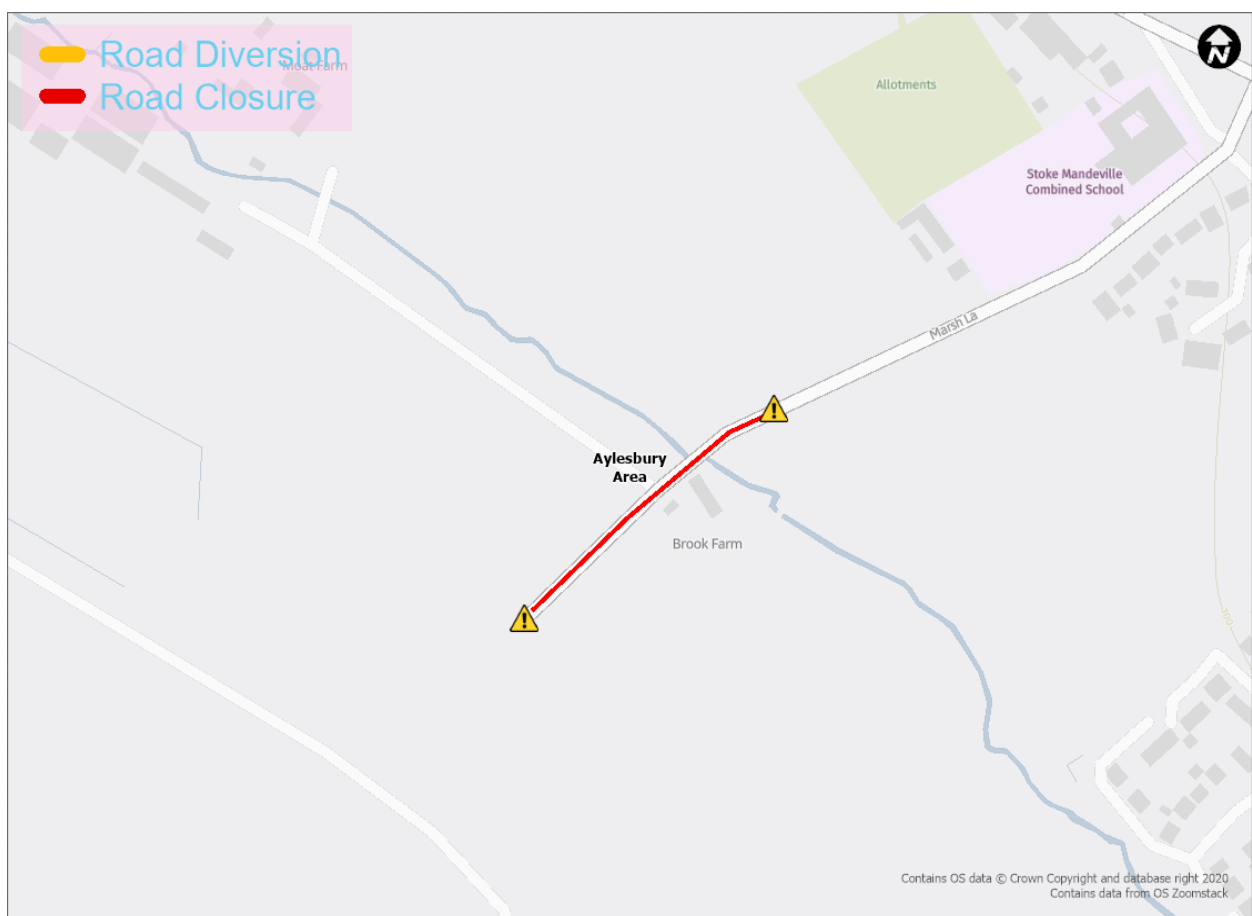 Road Diversion
Moat Farm
Road Closure
N
Allotments
Stoke Mandeville
Combined School
Marsh La
Aylesbury
Area
Brook Farm
100
Contains OS data © Crown Copyright and database right 2020
Contains data from OS Zoomstack